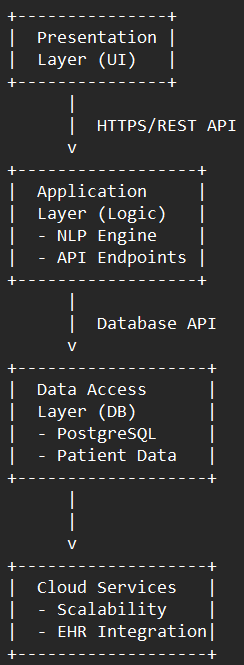 +---------------+
|  Presentation |
|  Layer (UI)   |
+---------------+
      |
      |  HTTPS/REST API
      v
+------------------+
|  Application     |
|  Layer (Logic)   |
|  - NLP Engine    |
|  - API Endpoints |
+------------------+
      |
      |  Database API
      v
+-------------------+
|  Data Access      |
|  Layer (DB)       |
|  - PostgreSQL     |
|  - Patient Data   |
+-------------------+
      |
      |
      v
+-------------------+
|  Cloud Services   |
|  - Scalability    |
|  - EHR Integration|
+-------------------+